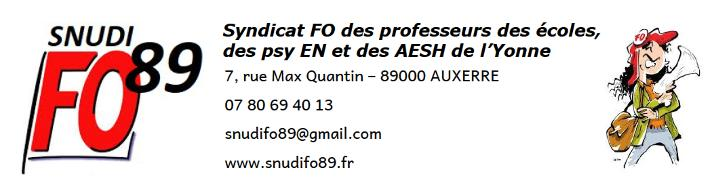 SNUDI
FO89
Syndicat FO des professeurs des écoles,
des psy EN et des AESH de l'Yonne
7, rue Max Quantin – 89000 AUXERRE
07 80 69 40 13
snudifo89@gmail.com
www.snudifo89.fr
FO